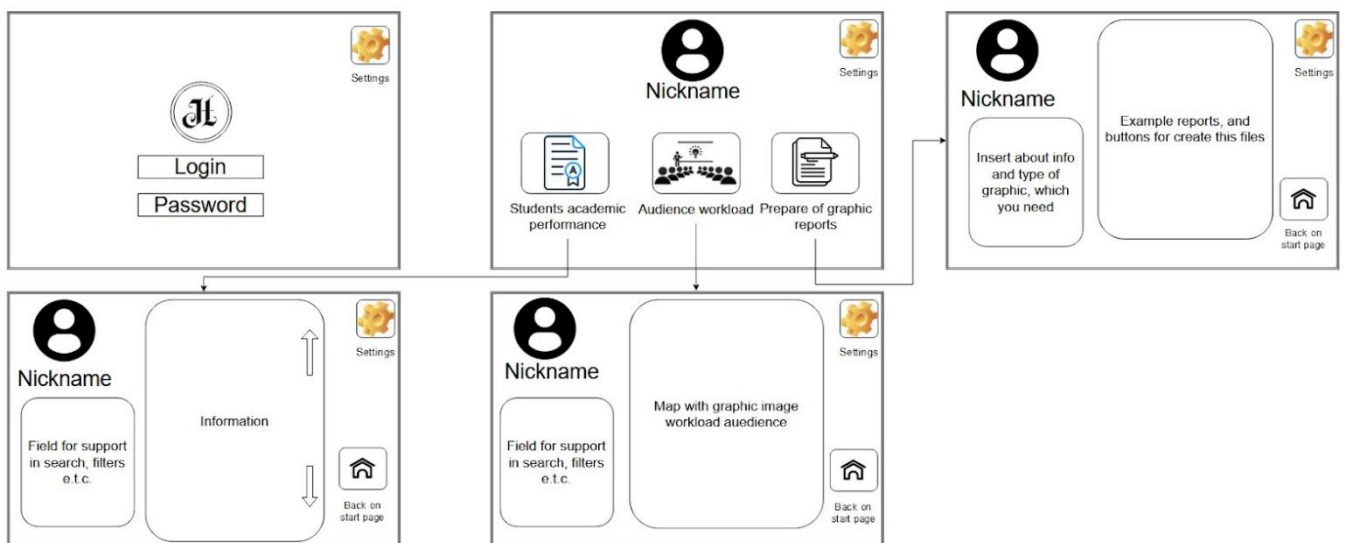 Settings
Login
Password
Nickname
Settings
Students academic
performance
Audience workload
Prepare of graphic
reports
Nickname
Settings
Insert about info
and type of
graphic, which
you need
Example reports, and
buttons for create this files
Back on
start page
Nickname
Settings
Field for support
in search, filters
e.t.c.
Information
Back on
start page
Nickname
Settings
Field for support
in search, filters
e.t.c.
Map with graphic image
workload auedience
Back on
start page